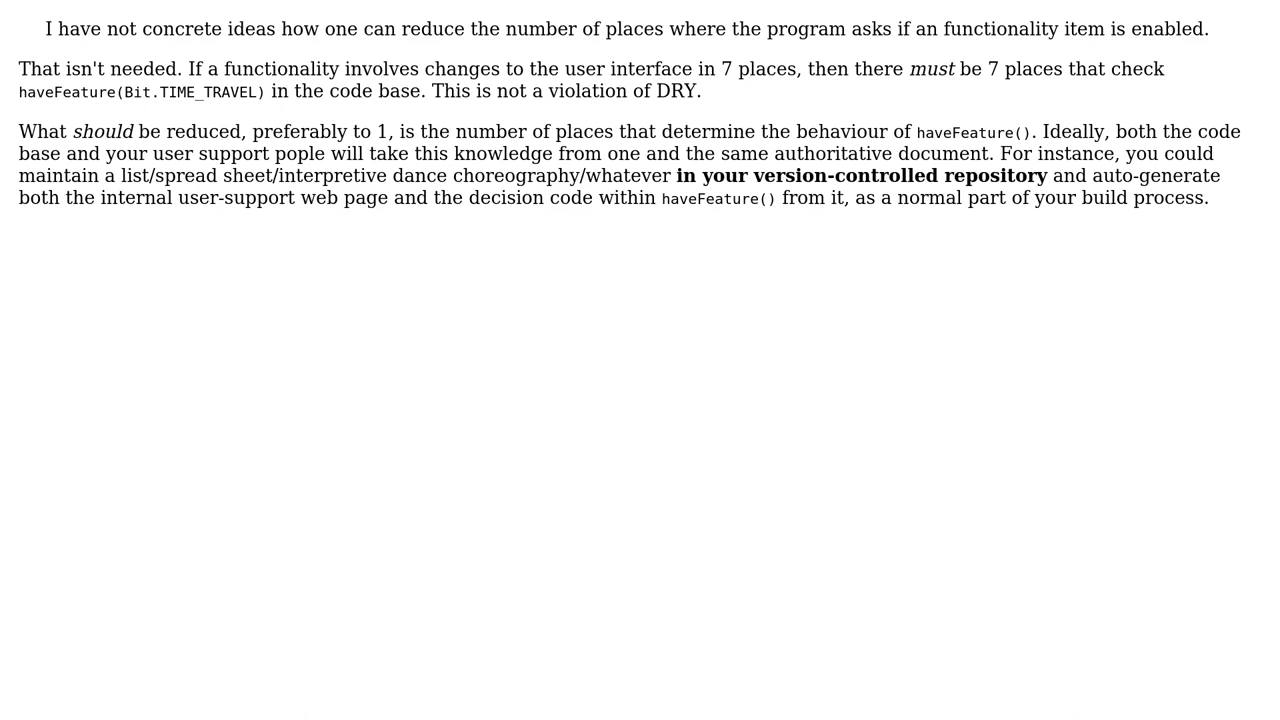 I have not concrete ideas how one can reduce the number of places where the program asks if an functionality item is enabled.
That isn't needed. If a functionality involves changes to the user interface in 7 places, then there must be 7 places that check
haveFeature(Bit.TIME_TRAVEL) in the code base. This is not a violation of DRY.
What should be reduced, preferably to 1, is the number of places that determine the behaviour of haveFeature(). Ideally, both the code
base and your user support pople will take this knowledge from one and the same authoritative document. For instance, you could
maintain a list/spread sheet/interpretive dance choreography/whatever in your version-controlled repository and auto-generate
both the internal user-support web page and the decision code within haveFeature() from it, as a normal part of your build process.